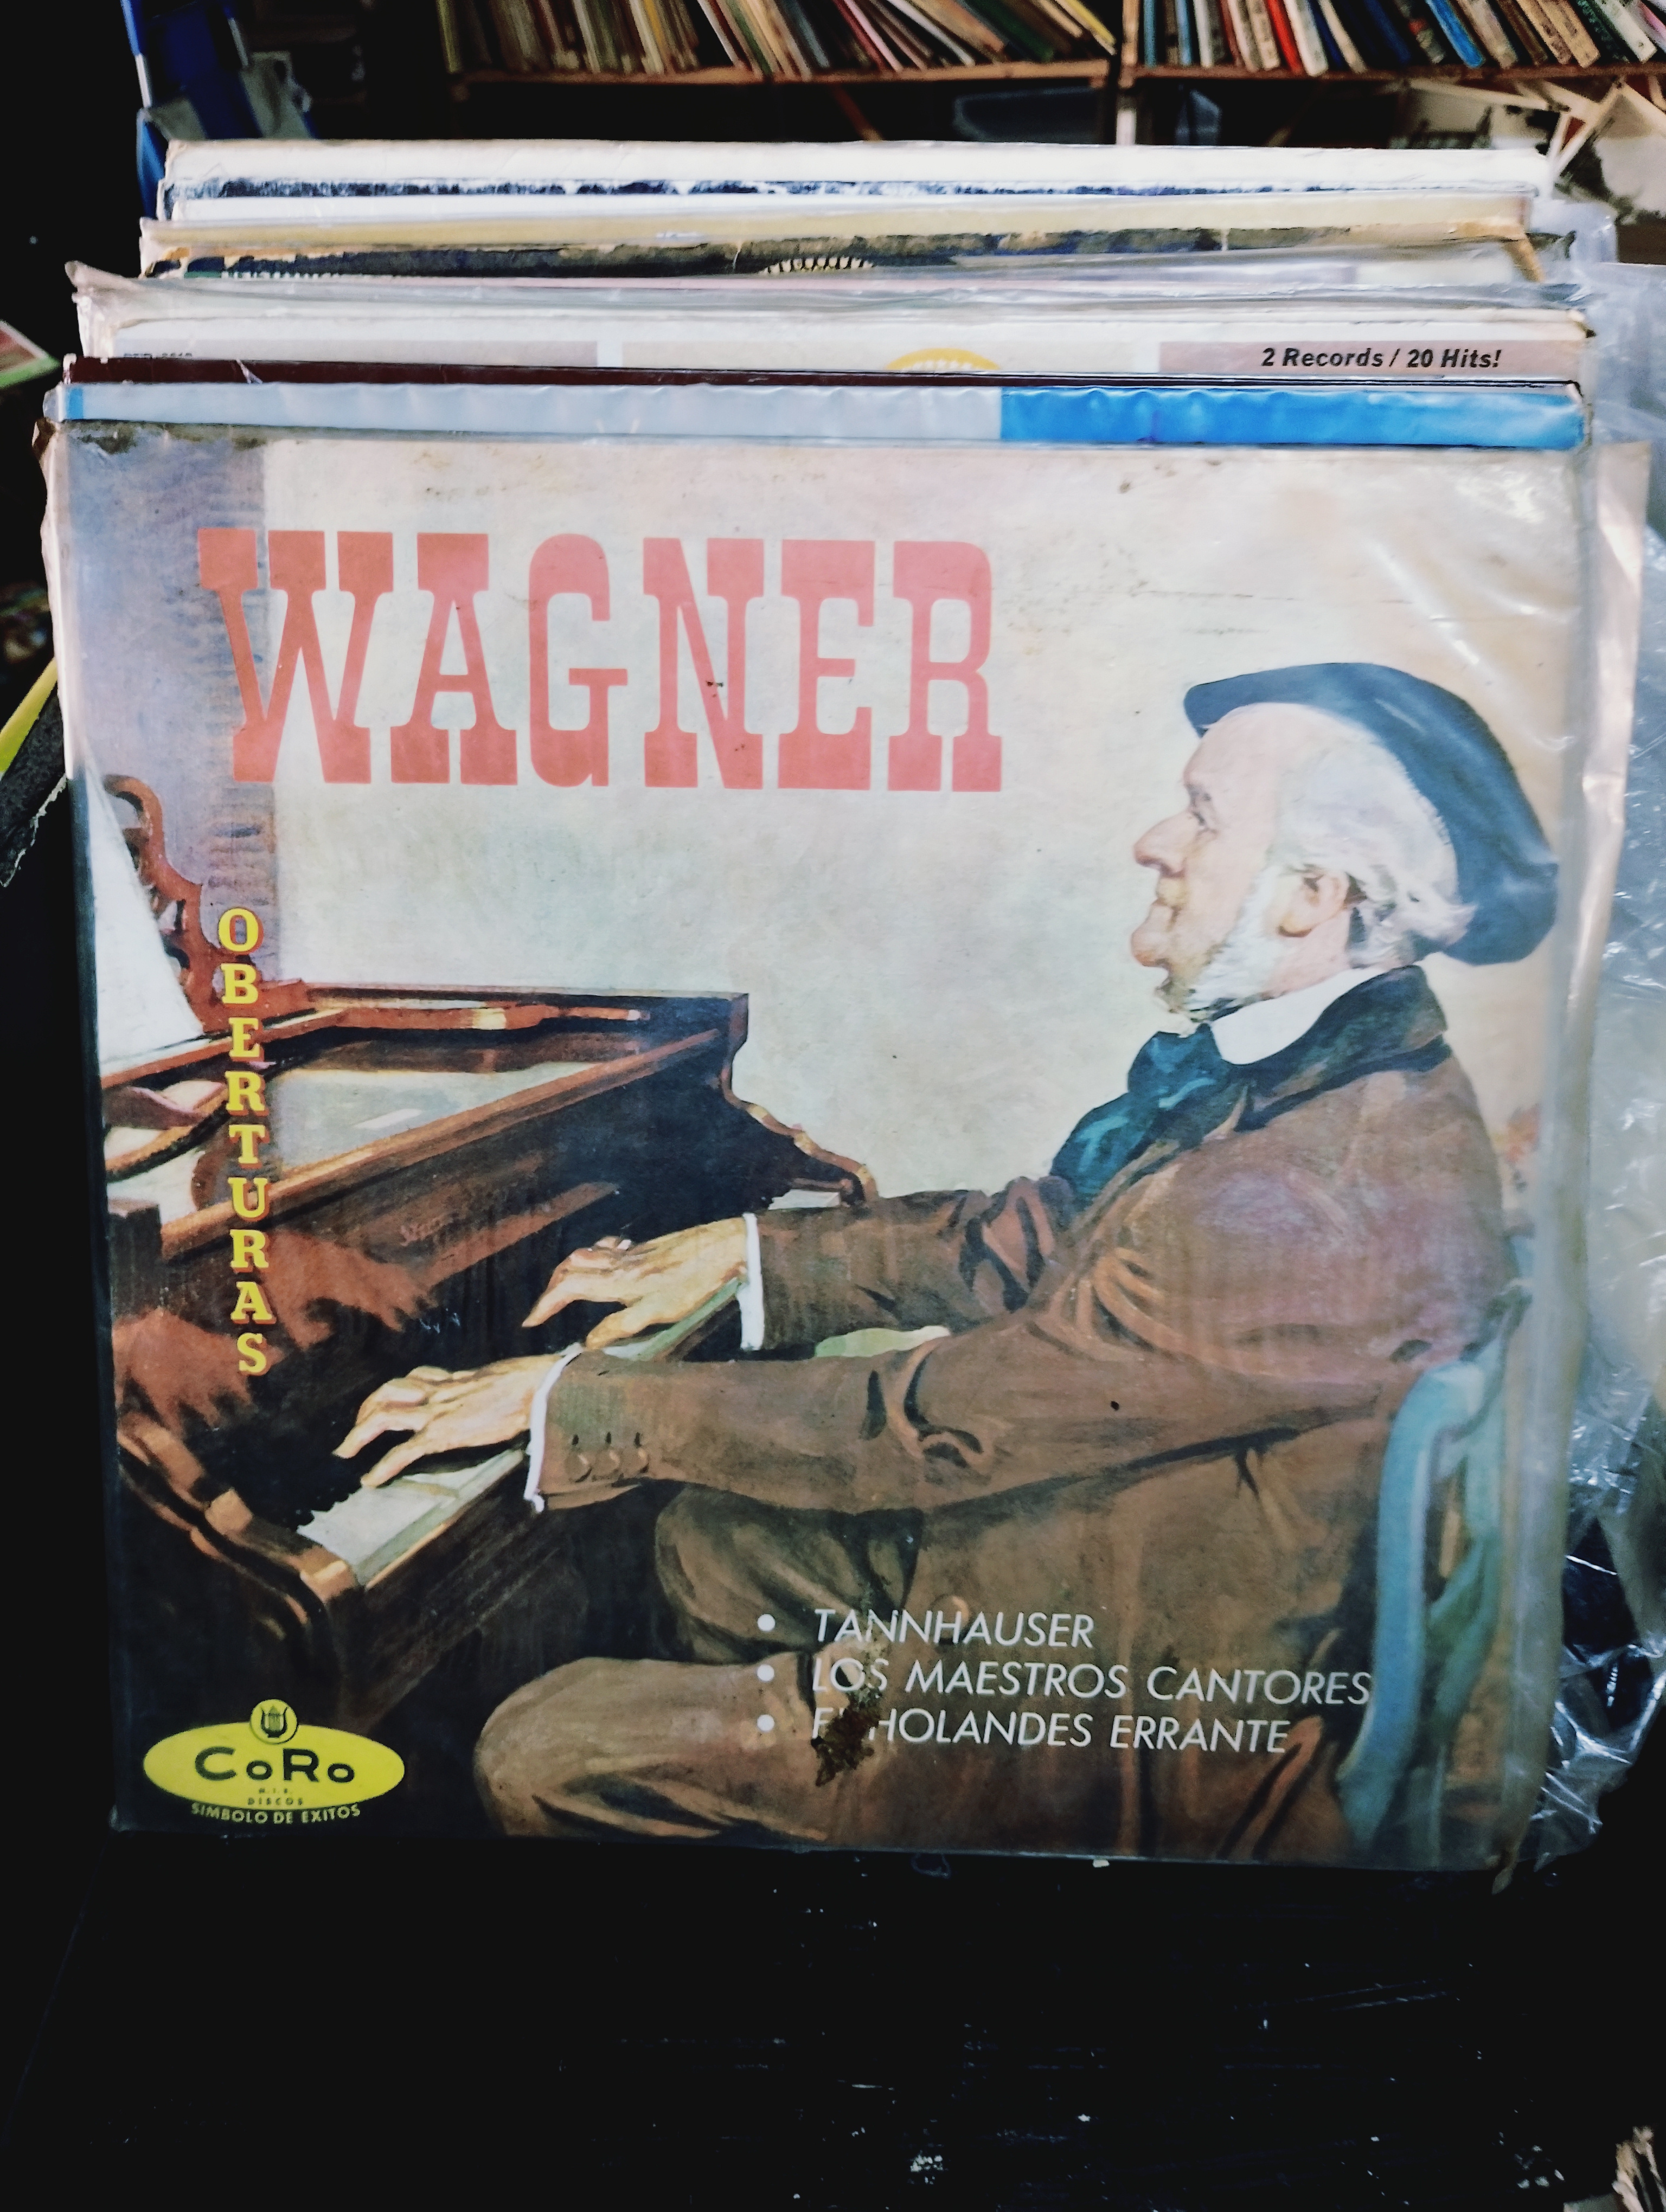 2 Records / 20 Hits!
WAGNER
OBERTURAS
• TANNHAUSER
• LOS MAESTROS CANTORES
• HOLANDES ERRANTE
CoRo
DISCOS
SIMBOLO DE EXITOS